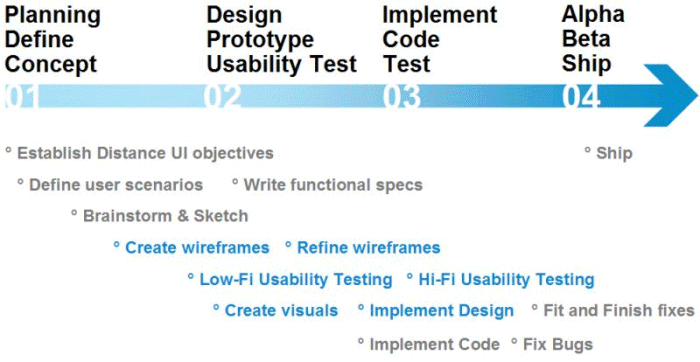 Planning Define Concept
Design Prototype Usability Test
Implement Code Test
Alpha Beta Ship
01 02 03 04
° Establish Distance UI objectives ° Ship
° Define user scenarios ° Write functional specs
° Brainstorm & Sketch
° Create wireframes ° Refine wireframes
° Low-Fi Usability Testing ° Hi-Fi Usability Testing
° Create visuals ° Implement Design ° Fit and Finish fixes
° Implement Code ° Fix Bugs